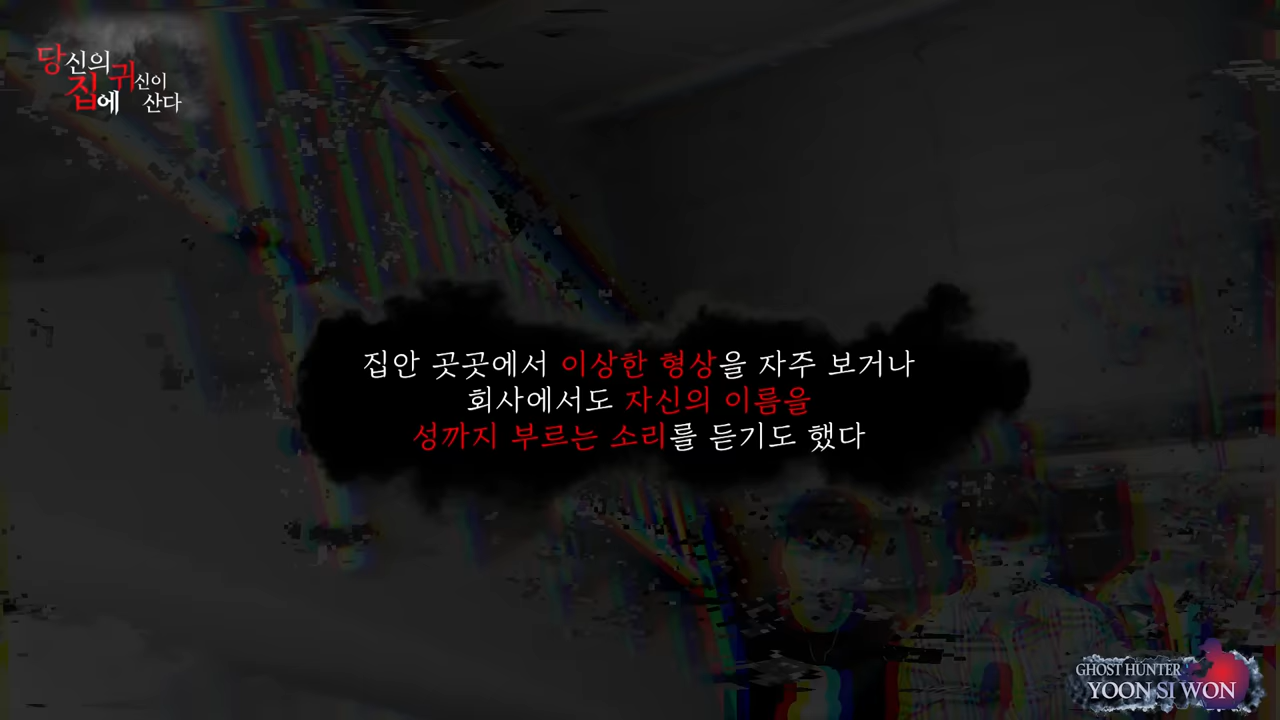 당신의 귀신이
집에 산다
집안 곳곳에서 이상한 형상을 자주 보거나
회사에서도 자신의 이름을
성까지 부르는 소리를 듣기도 했다
GHOST HUNTER
YOON SI WON